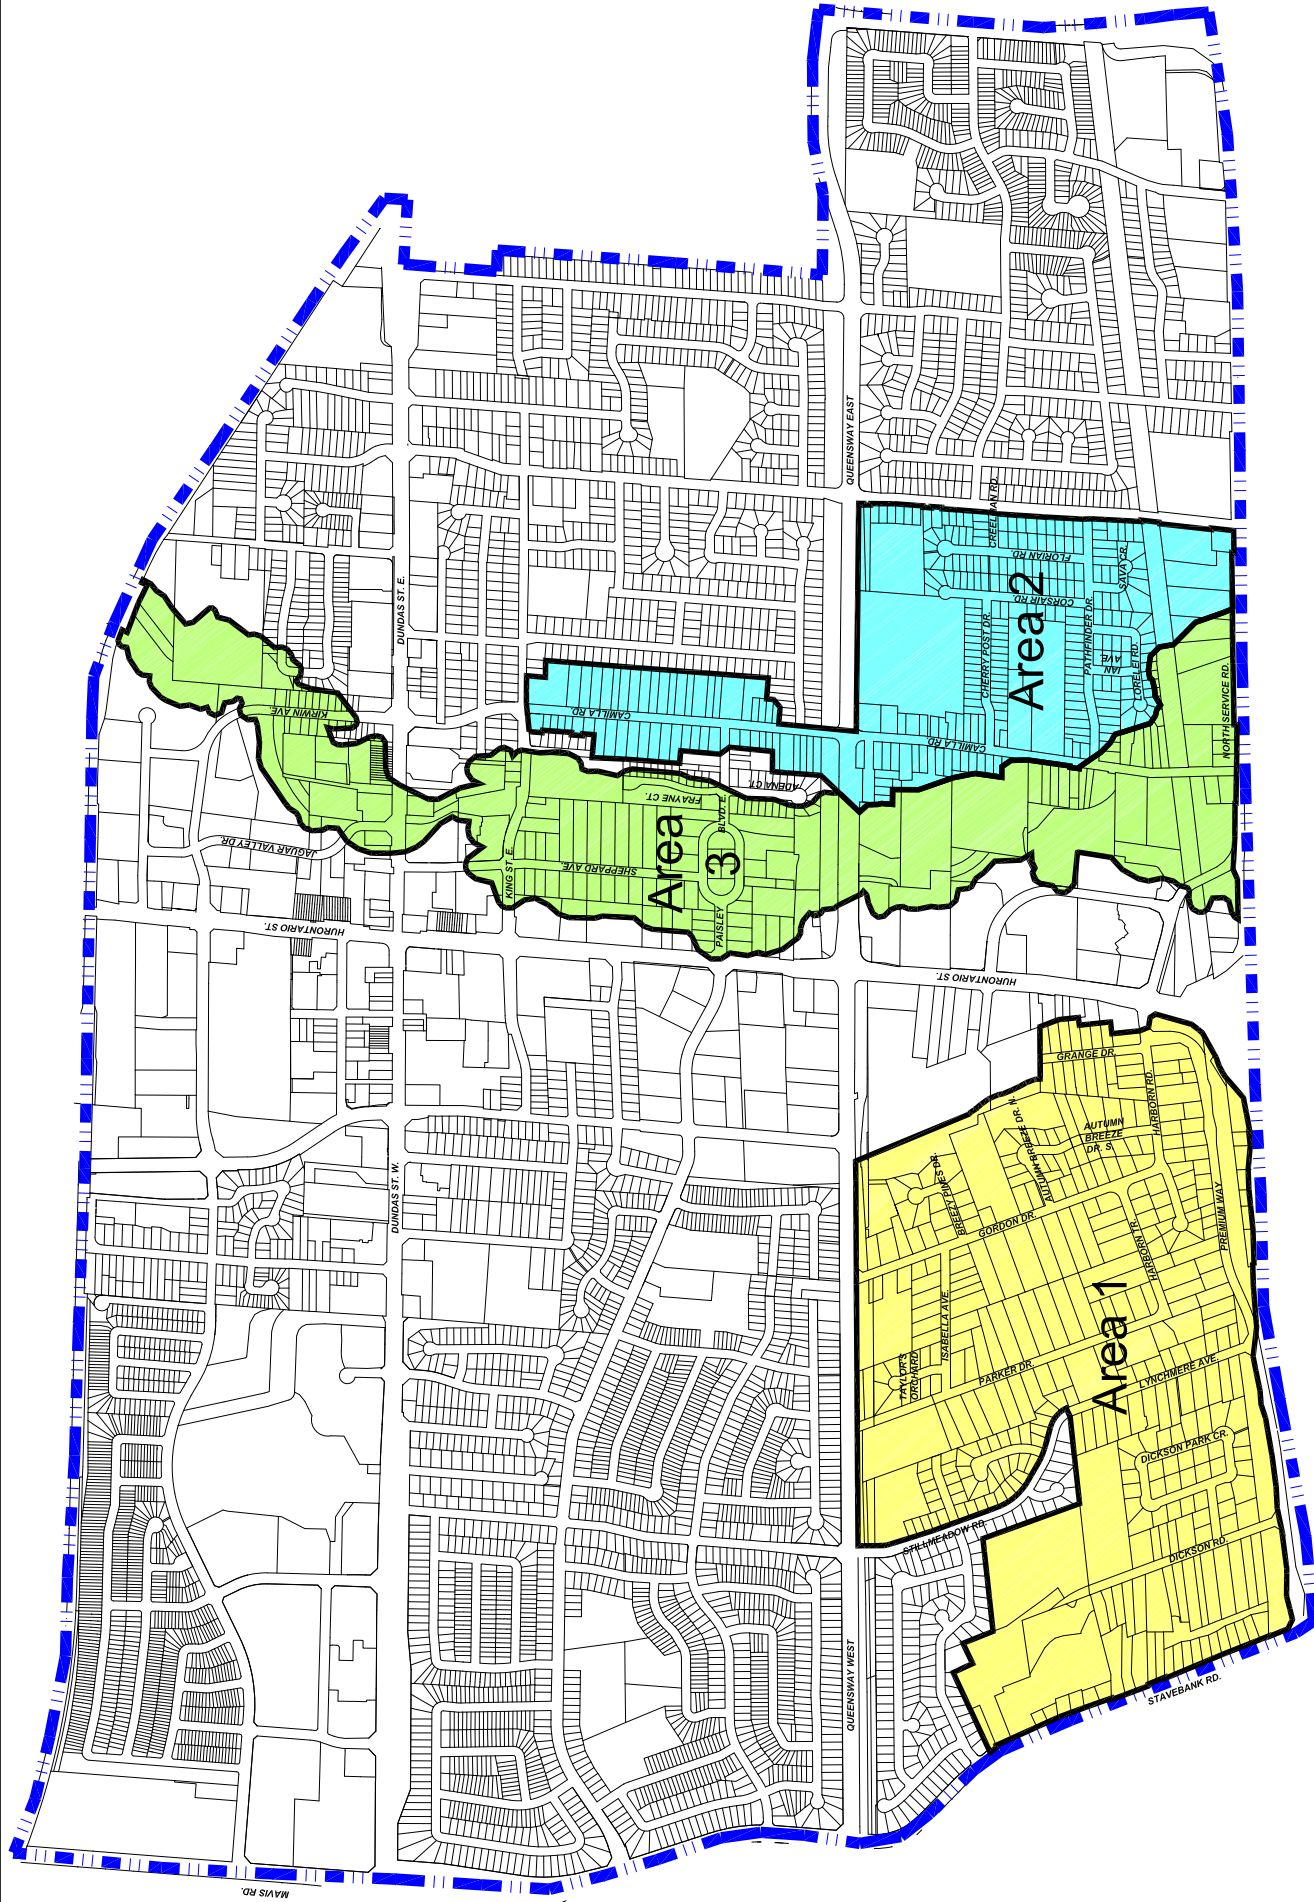 QUEENSWAY EAST
CREELMAN RD.
FLORIAN RD.
SAVA CR.
CORSAIR RD.
Area 2
CHERRY POST DR.
PATHFINDER DR.
IAN
AVE.
LORELEI RD.
NORTH SERVICE RD.
DUNDAS ST. E.
CAMILLA RD.
CAMILLA RD.
KIRWIN AVE.
ADENA CT.
FRAYNE CT.
BLVD. E.
JAGUAR VALLEY DR.
KING ST. E.
SHEPPARD AVE.
Area
3
PAISLEY
HURONTARIO ST.
HURONTARIO ST.
GRANGE DR.
HARBORN RD.
AUTUMN BREEZE DR. N.
AUTUMN
BREEZE
DR. S.
BREEZY PINES DR.
GORDON DR.
HARBORN TR.
PREMIUM WAY
DUNDAS ST. W.
ISABELLA AVE.
TAYLOR'S
ORCHARD
PARKER DR.
Area 1
LYNCHMERE AVE.
DICKSON PARK CR.
STILLMEADOW RD.
DICKSON RD.
QUEENSWAY WEST
STAVEBANK RD.
MAVIS RD.